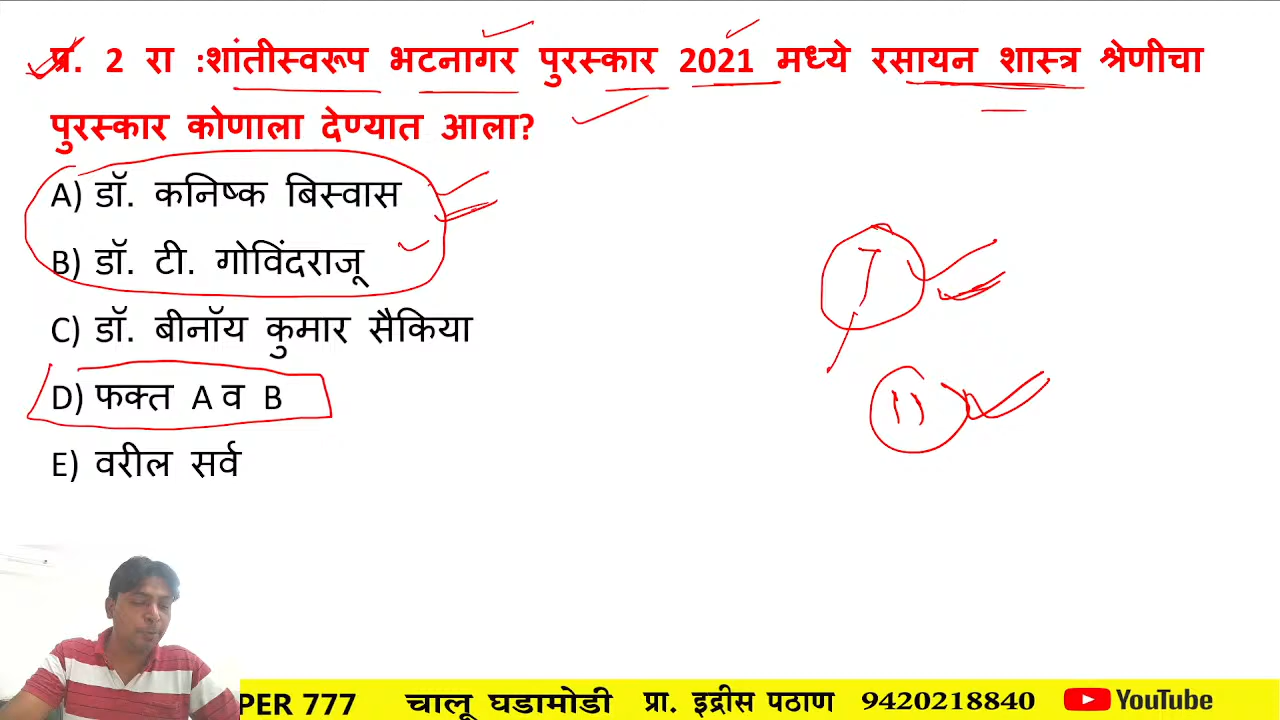 प्र. 2 रा :शांतीस्वरूप भटनागर पुरस्कार 2021 मध्ये रसायन शास्त्र श्रेणीचा
पुरस्कार कोणाला देण्यात आला?
A) डॉ. कनिष्क बिस्वास
B) डॉ. टी. गोविंदराजू
C) डॉ. बीनॉय कुमार सैकिया
D) फक्त A व B
E) वरील सर्व
PER 777 चालू घडामोडी प्रा. इद्रीस पठाण 9420218840 YouTube